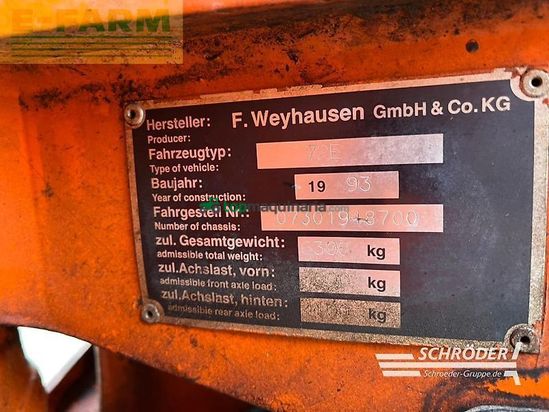 E-FARM
Hersteller: F. Weyhausen GmbH & Co. KG
Producer:
Fahrzeugtyp: 72E
Type of vehicle:
Baujahr: 19 93
Year of construction:
Fahrgestell Nr.:
Number of chassis:
zul. Gesamtgewicht: kg
admissible total weight:
zul. Achslast, vorn: kg
admissible front axle load:
zul. Achslast, hinten: kg
admissible rear axle load:
SCHRÖDER
Schroeder-Gruppe.de